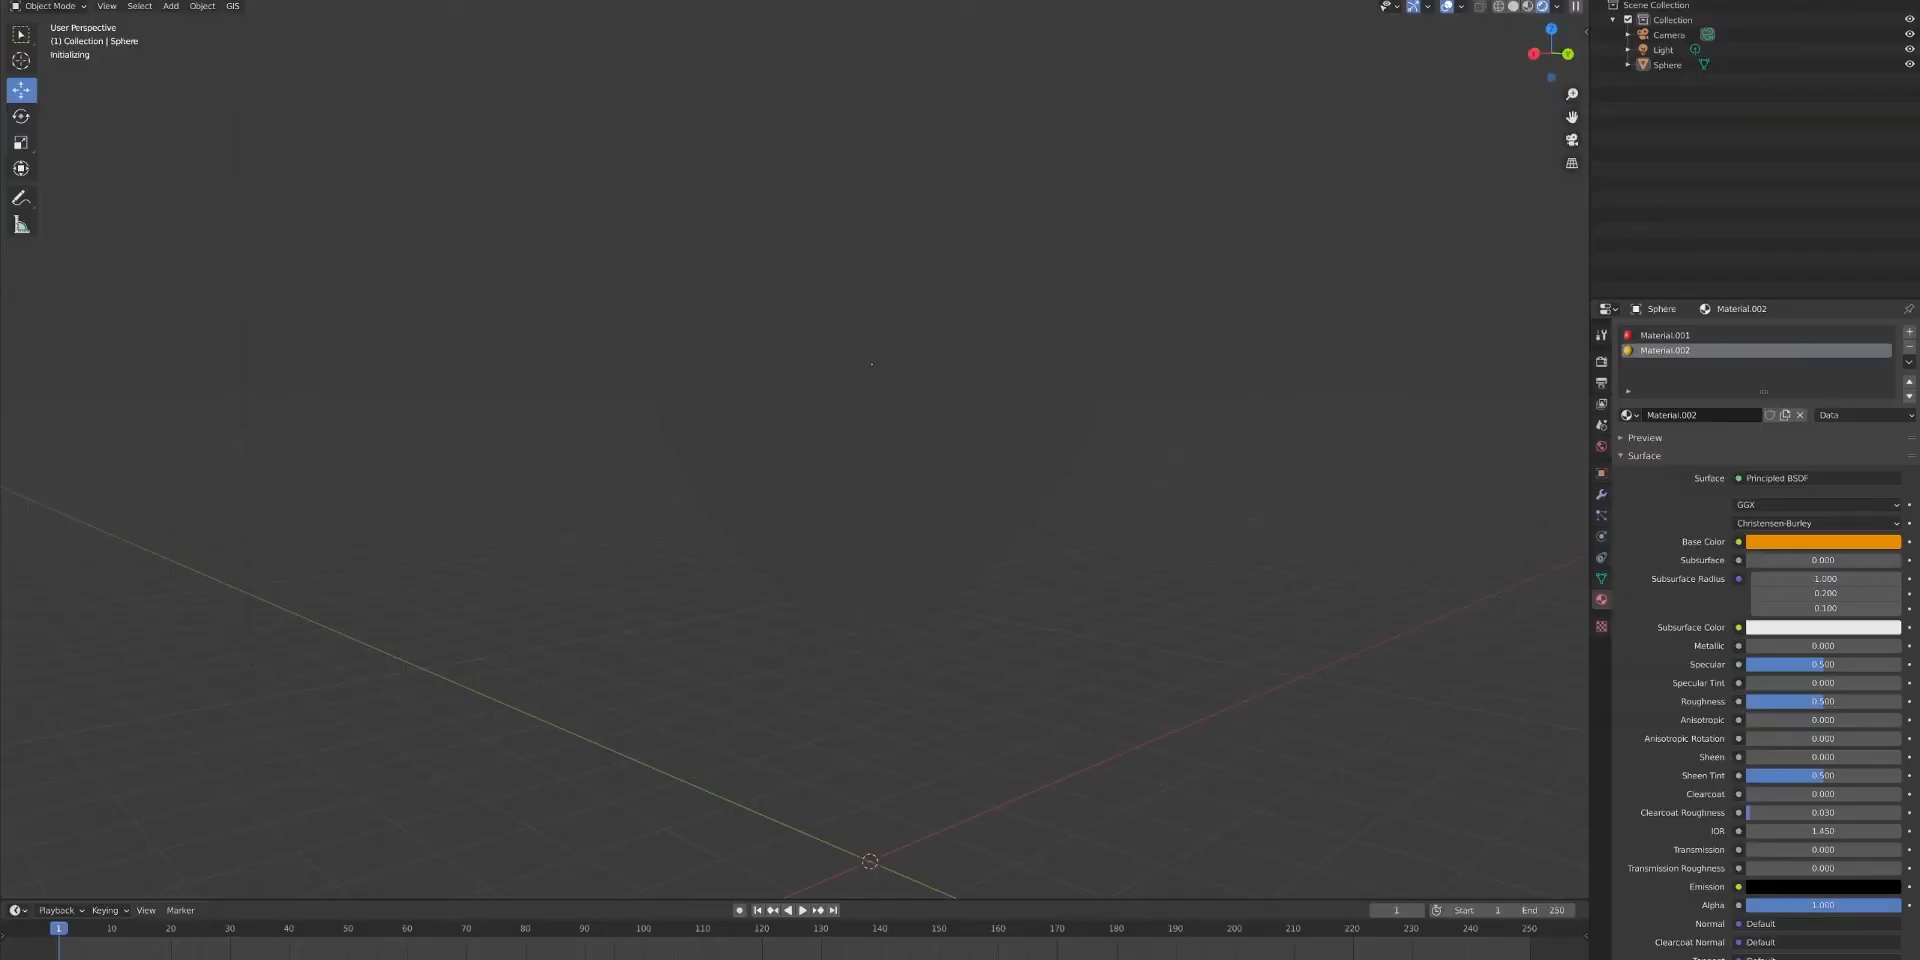 Object Mode View Select Add Object GIS
User Perspective
(1) Collection | Sphere
Initializing
X
Y
Z
Scene Collection
Collection
Camera
Light
Sphere
Sphere Material.002
Material.001
Material.002
Material.002 Data
Preview
Surface
Surface Principled BSDF
GGX
Christensen-Burley
Base Color
Subsurface 0.000
Subsurface Radius 1.000
0.200
0.100
Subsurface Color
Metallic 0.000
Specular 0.500
Specular Tint 0.000
Roughness 0.500
Anisotropic 0.000
Anisotropic Rotation 0.000
Sheen 0.000
Sheen Tint 0.500
Clearcoat 0.000
Clearcoat Roughness 0.030
IOR 1.450
Transmission 0.000
Transmission Roughness 0.000
Emission
Alpha 1.000
Normal Default
Clearcoat Normal Default
Playback Keying View Marker
1 Start 1 End 250
1 10 20 30 40 50 60 70 80 90 100 110 120 130 140 150 160 170 180 190 200 210 220 230 240 250